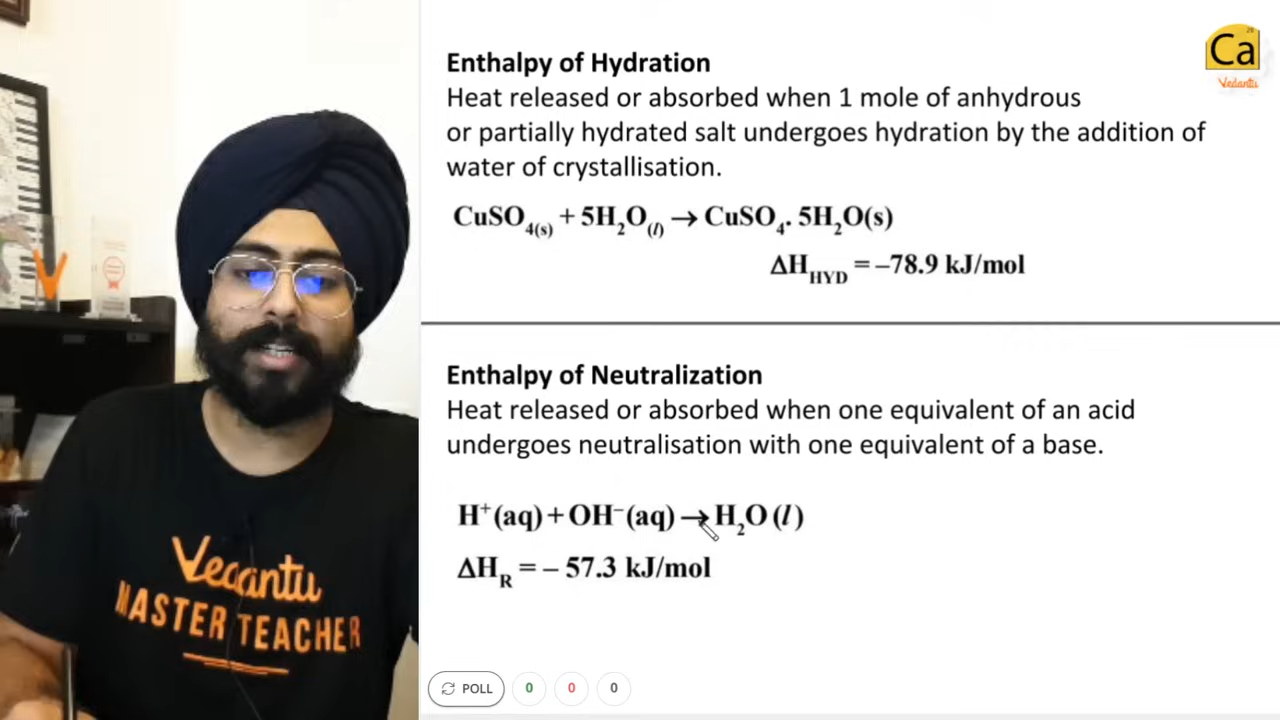 Ca
Vedantu
Enthalpy of Hydration
Heat released or absorbed when 1 mole of anhydrous
or partially hydrated salt undergoes hydration by the addition of
water of crystallisation.
CuSO₄₍ₛ₎ + 5H₂O₍ₗ₎ → CuSO₄. 5H₂O(s)
ΔH_HYD = –78.9 kJ/mol
Enthalpy of Neutralization
Heat released or absorbed when one equivalent of an acid
undergoes neutralisation with one equivalent of a base.
H⁺(aq) + OH⁻(aq) → H₂O (l)
ΔH_R = – 57.3 kJ/mol
POLL 0 0 0
Vedantu
MASTER TEACHER